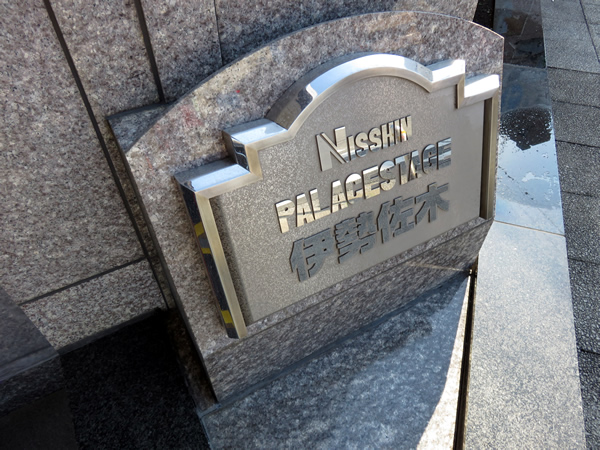 NISSHIN
PALACESTAGE
伊勢佐木